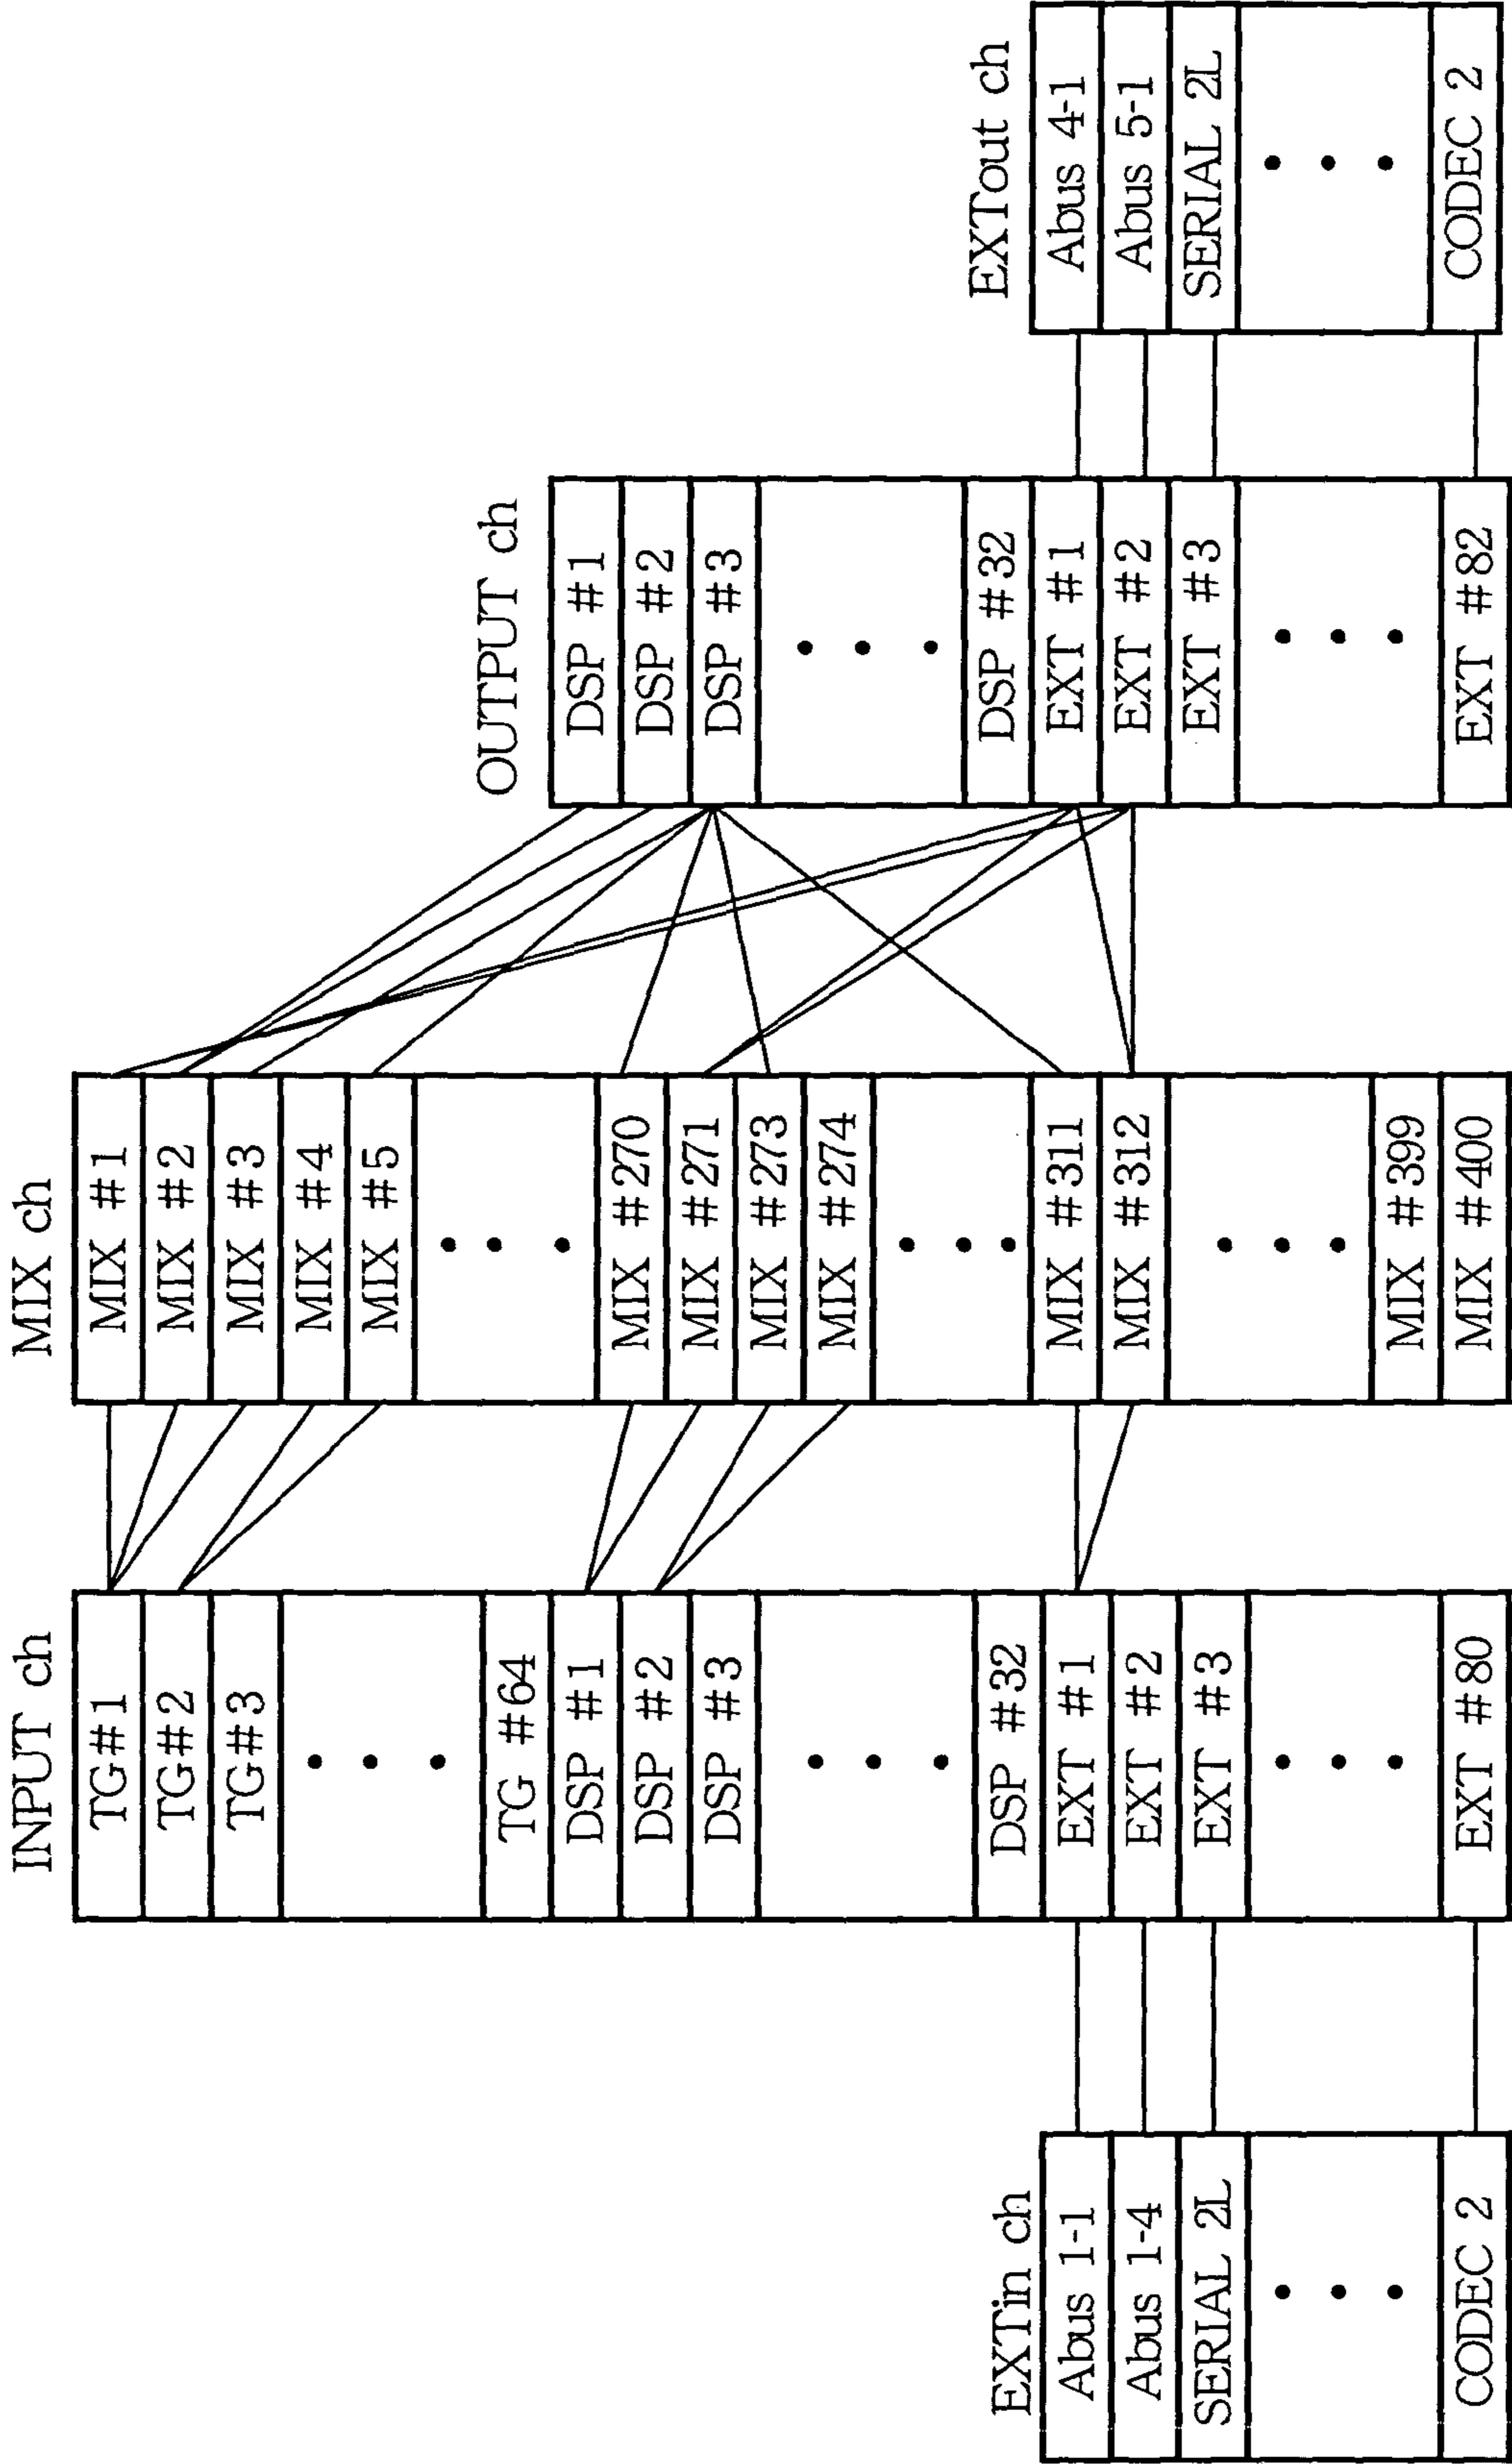 EXTin ch
Abus 1-1
Abus 1-4
SERIAL 2L
• • •
CODEC 2
INPUT ch
TG#1
TG#2
TG#3
• • •
TG #64
DSP #1
DSP #2
DSP #3
• • •
DSP #32
EXT #1
EXT #2
EXT #3
• • •
EXT #80
MIX ch
MIX #1
MIX #2
MIX #3
MIX #4
MIX #5
• • •
MIX #270
MIX #271
MIX #273
MIX #274
• • •
MIX #311
MIX #312
• • •
MIX #399
MIX #400
OUTPUT ch
DSP #1
DSP #2
DSP #3
• • •
DSP #32
EXT #1
EXT #2
EXT #3
• • •
EXT #82
EXTout ch
Abus 4-1
Abus 5-1
SERIAL 2L
• • •
CODEC 2